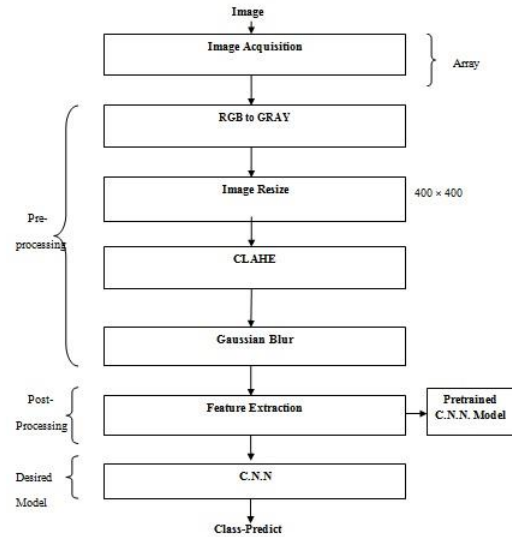 Image
Image Acquisition
Array
RGB to GRAY
Image Resize
400 × 400
Pre-
processing
CLAHE
Gaussian Blur
Post-
Processing
Feature Extraction
Pretrained
C.N.N. Model
Desired
Model
C.N.N
Class-Predict